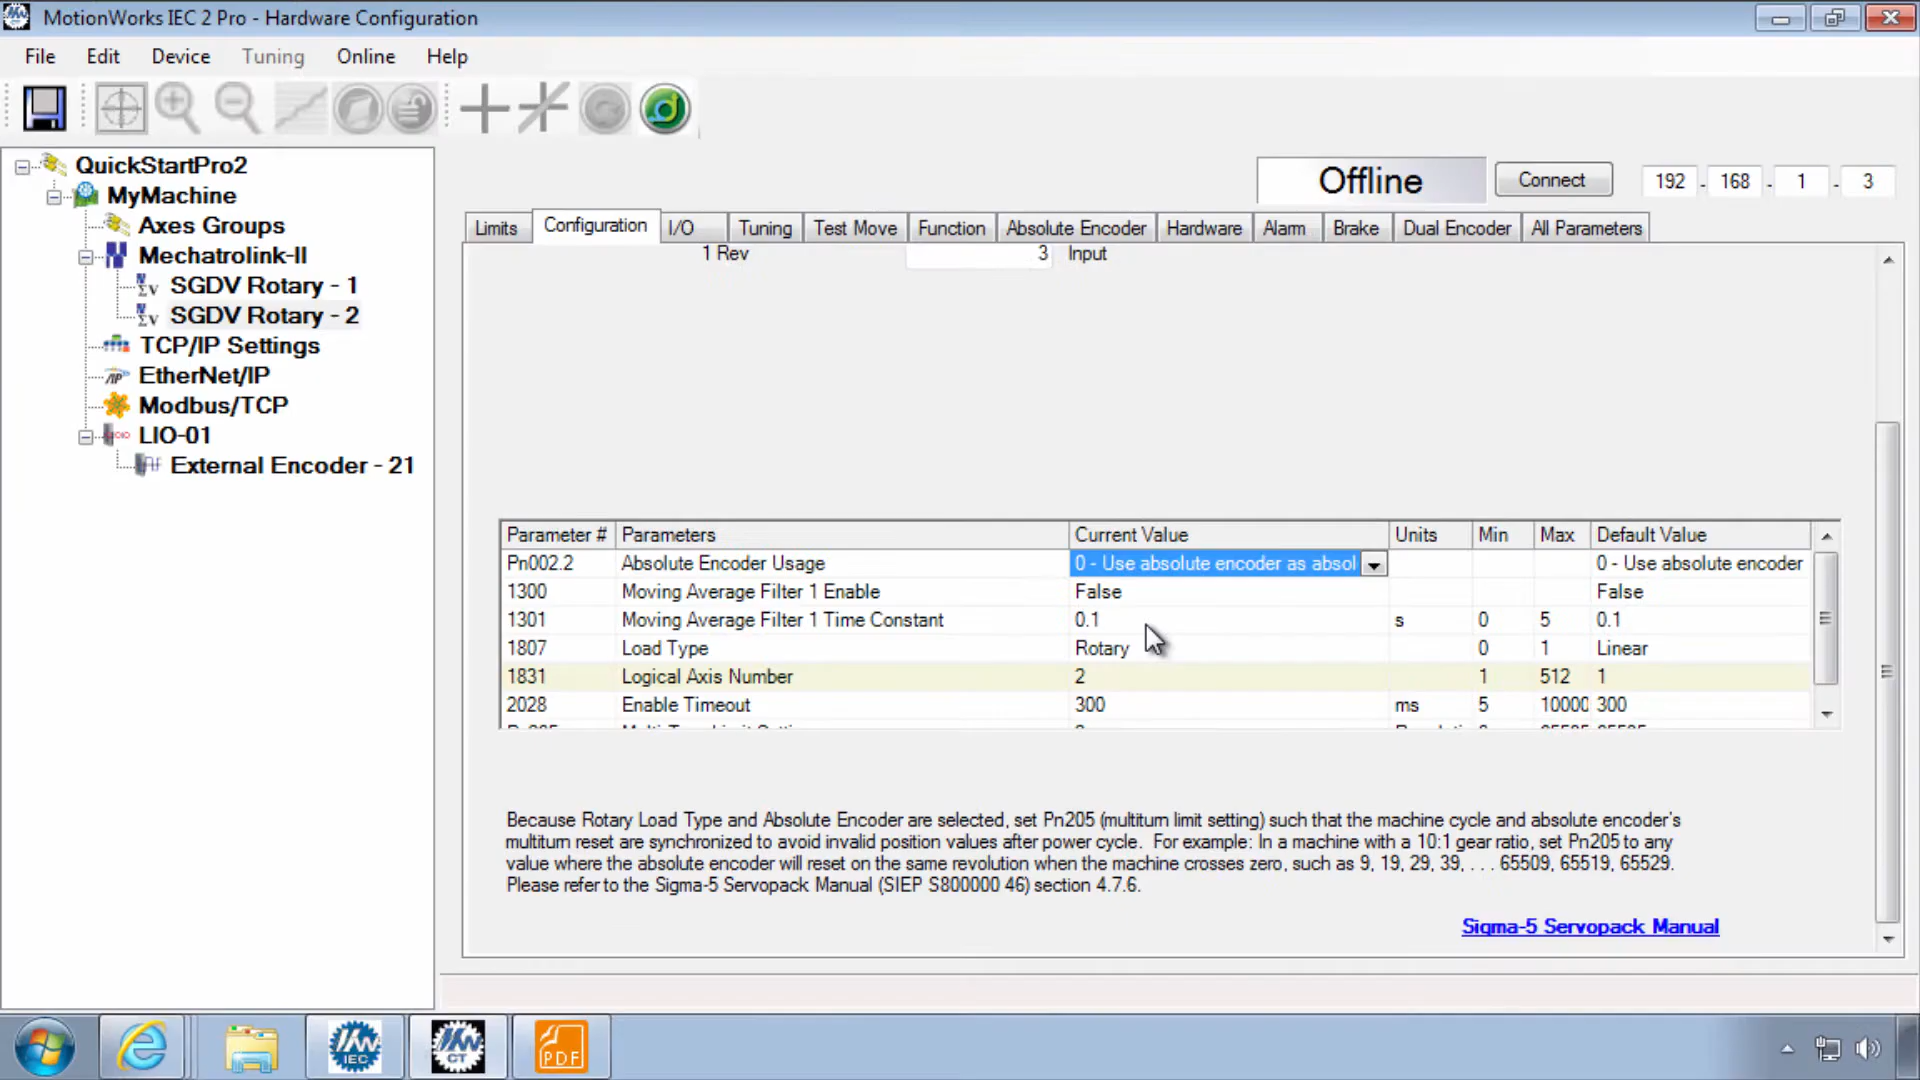 MotionWorks IEC 2 Pro - Hardware Configuration
File Edit Device Tuning Online Help
QuickStartPro2
MyMachine
Axes Groups
Mechatrolink-II
SGDV Rotary - 1
SGDV Rotary - 2
TCP/IP Settings
EtherNet/IP
Modbus/TCP
LIO-01
External Encoder - 21
Offline Connect 192 . 168 . 1 . 3
Limits Configuration I/O Tuning Test Move Function Absolute Encoder Hardware Alarm Brake Dual Encoder All Parameters
1 Rev 3 Input
Parameter # Parameters Current Value Units Min Max Default Value
Pn002.2 Absolute Encoder Usage 0 - Use absolute encoder as absol 0 - Use absolute encoder
1300 Moving Average Filter 1 Enable False False
1301 Moving Average Filter 1 Time Constant 0.1 s 0 5 0.1
1807 Load Type Rotary 0 1 Linear
1831 Logical Axis Number 2 1 512 1
2028 Enable Timeout 300 ms 5 10000 300
Because Rotary Load Type and Absolute Encoder are selected, set Pn205 (multiturn limit setting) such that the machine cycle and absolute encoder's
multiturn reset are synchronized to avoid invalid position values after power cycle. For example: In a machine with a 10:1 gear ratio, set Pn205 to any
value where the absolute encoder will reset on the same revolution when the machine crosses zero, such as 9, 19, 29, 39, . . . 65509, 65519, 65529.
Please refer to the Sigma-5 Servopack Manual (SIEP S800000 46) section 4.7.6.
Sigma-5 Servopack Manual
IEC
CT
PDF